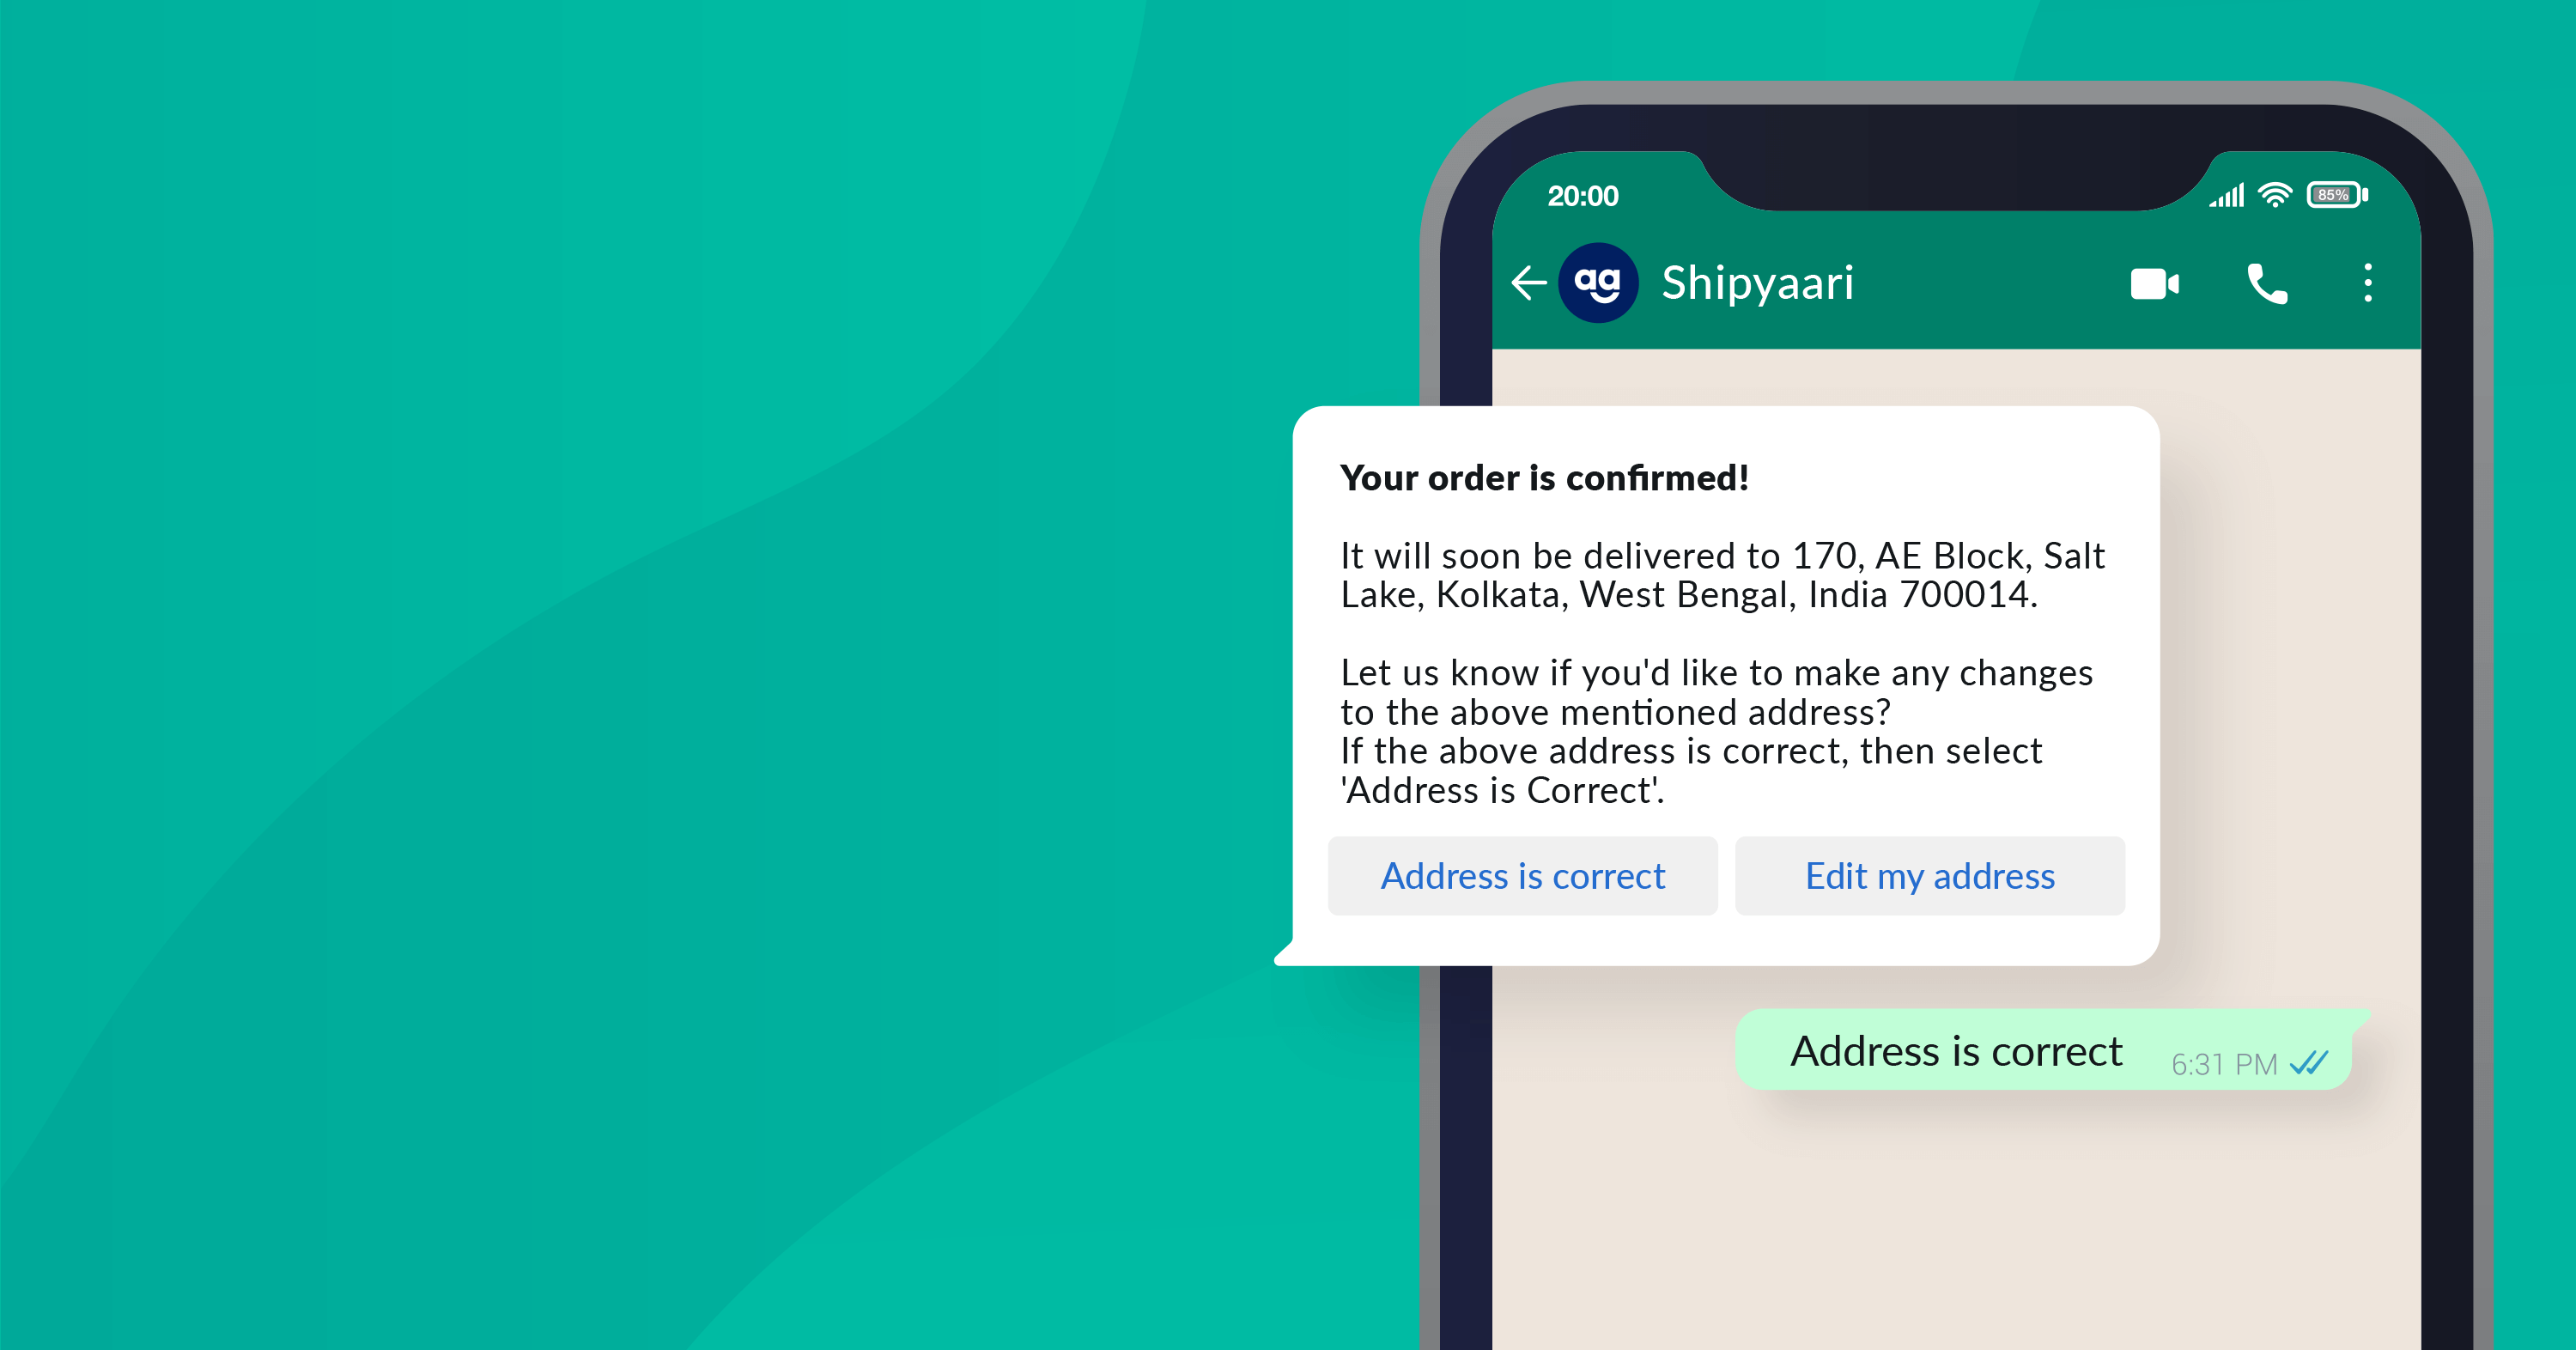 20:00
85%
Shipyaari
Your order is confirmed!
It will soon be delivered to 170, AE Block, Salt
Lake, Kolkata, West Bengal, India 700014.
Let us know if you'd like to make any changes
to the above mentioned address?
If the above address is correct, then select
'Address is Correct'.
Address is correct
Edit my address
Address is correct
6:31 PM